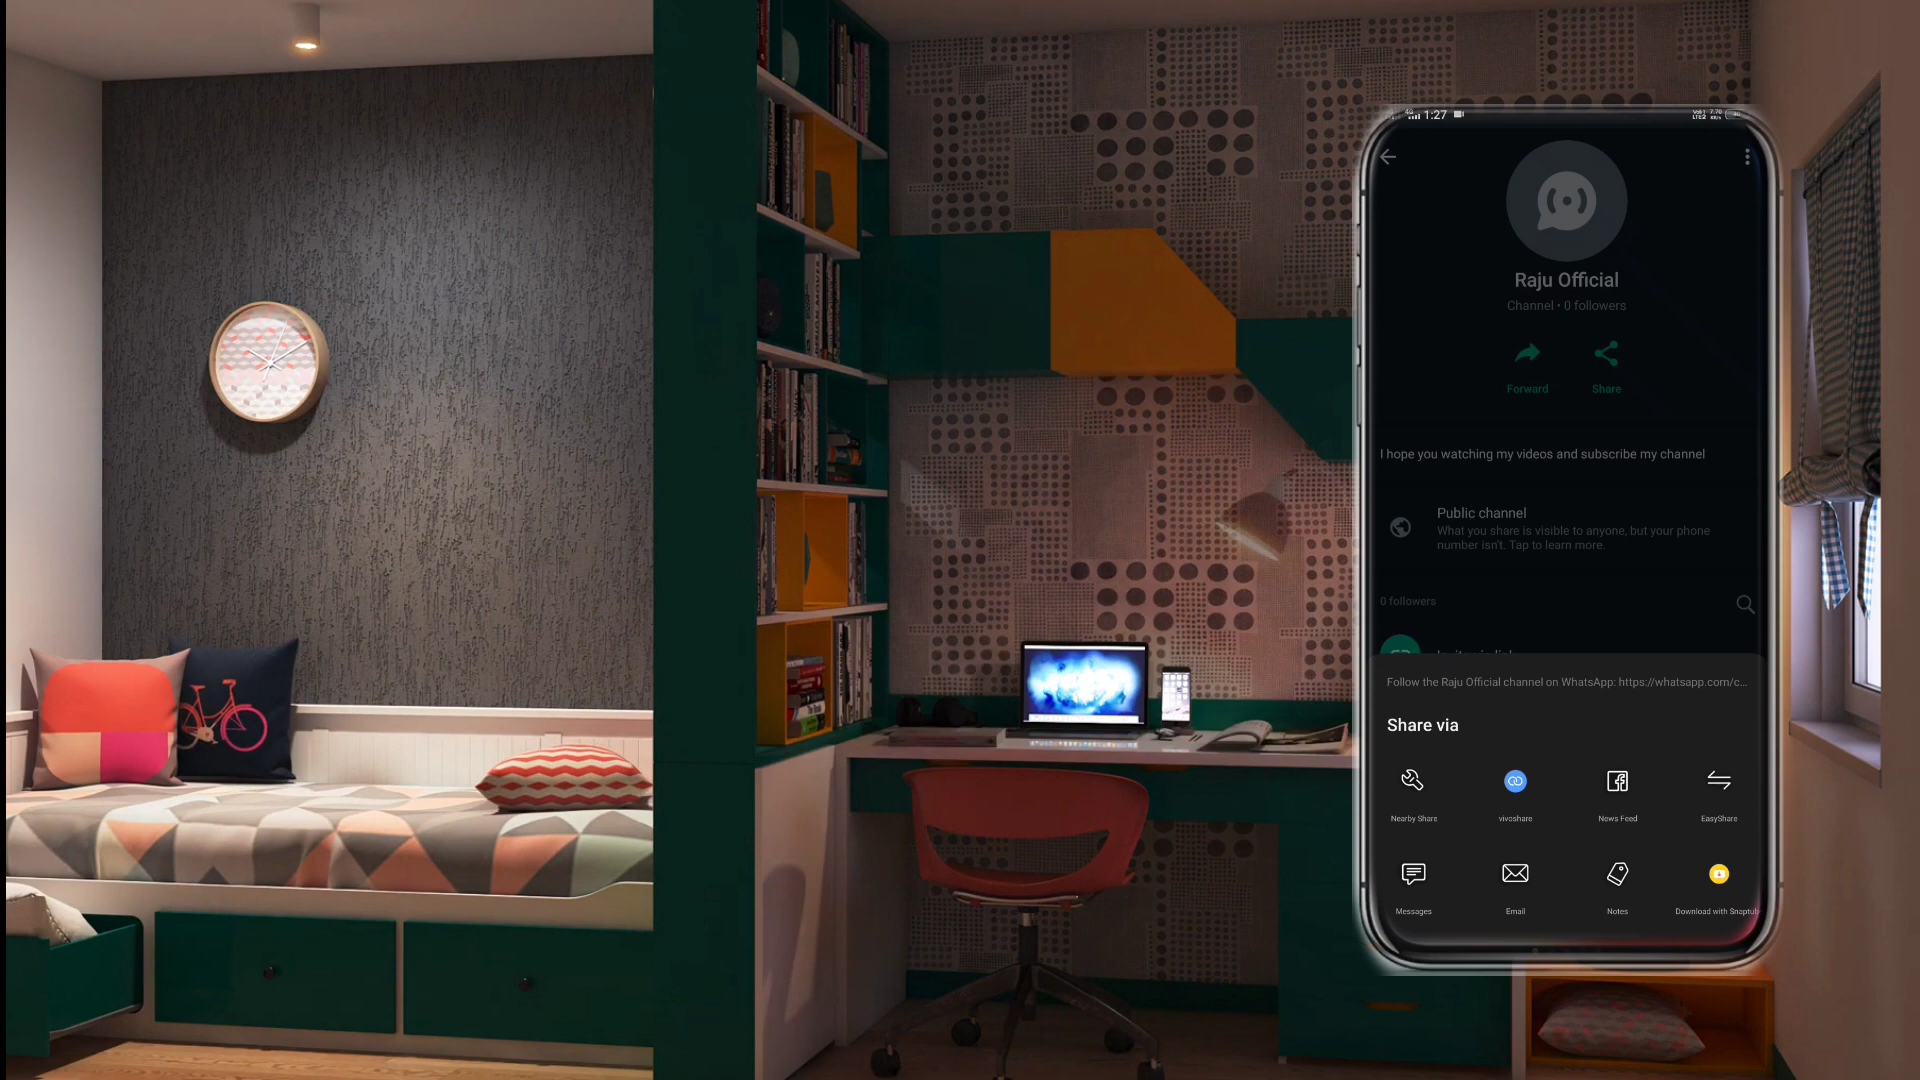 4G 1:27
Raju Official
Channel • 0 followers
Forward Share
I hope you watching my videos and subscribe my channel
Public channel
What you share is visible to anyone, but your phone
number isn't. Tap to learn more.
0 followers
Follow the Raju Official channel on WhatsApp: https://whatsapp.com/c...
Share via
Nearby Share vivoshare News Feed EasyShare
Messages Email Notes Download with Snaptub